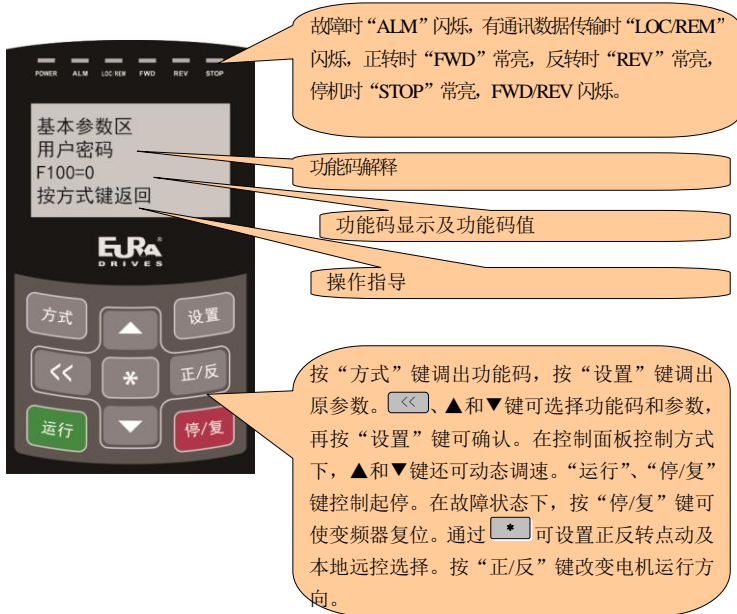 故障时“ALM”闪烁，有通讯数据传输时“LOC/REM”
闪烁，正转时“FWD”常亮，反转时“REV”常亮，
停机时“STOP”常亮，FWD/REV 闪烁。
POWER ALM LOC/REM FWD REV STOP
基本参数区
用户密码
F100=0
按方式键返回
功能码解释
功能码显示及功能码值
操作指导
EURA
DRIVES
方式
设置
<<
*
正/反
运行
停/复
按“方式”键调出功能码，按“设置”键调出
原参数。<<、▲和▼键可选择功能码和参数，
再按“设置”键可确认。在控制面板控制方式
下，▲和▼键还可动态调速。“运行”、“停/复”
键控制起停。在故障状态下，按“停/复”键可
使变频器复位。通过 * 可设置正反转点动及
本地远控选择。按“正/反”键改变电机运行方
向。